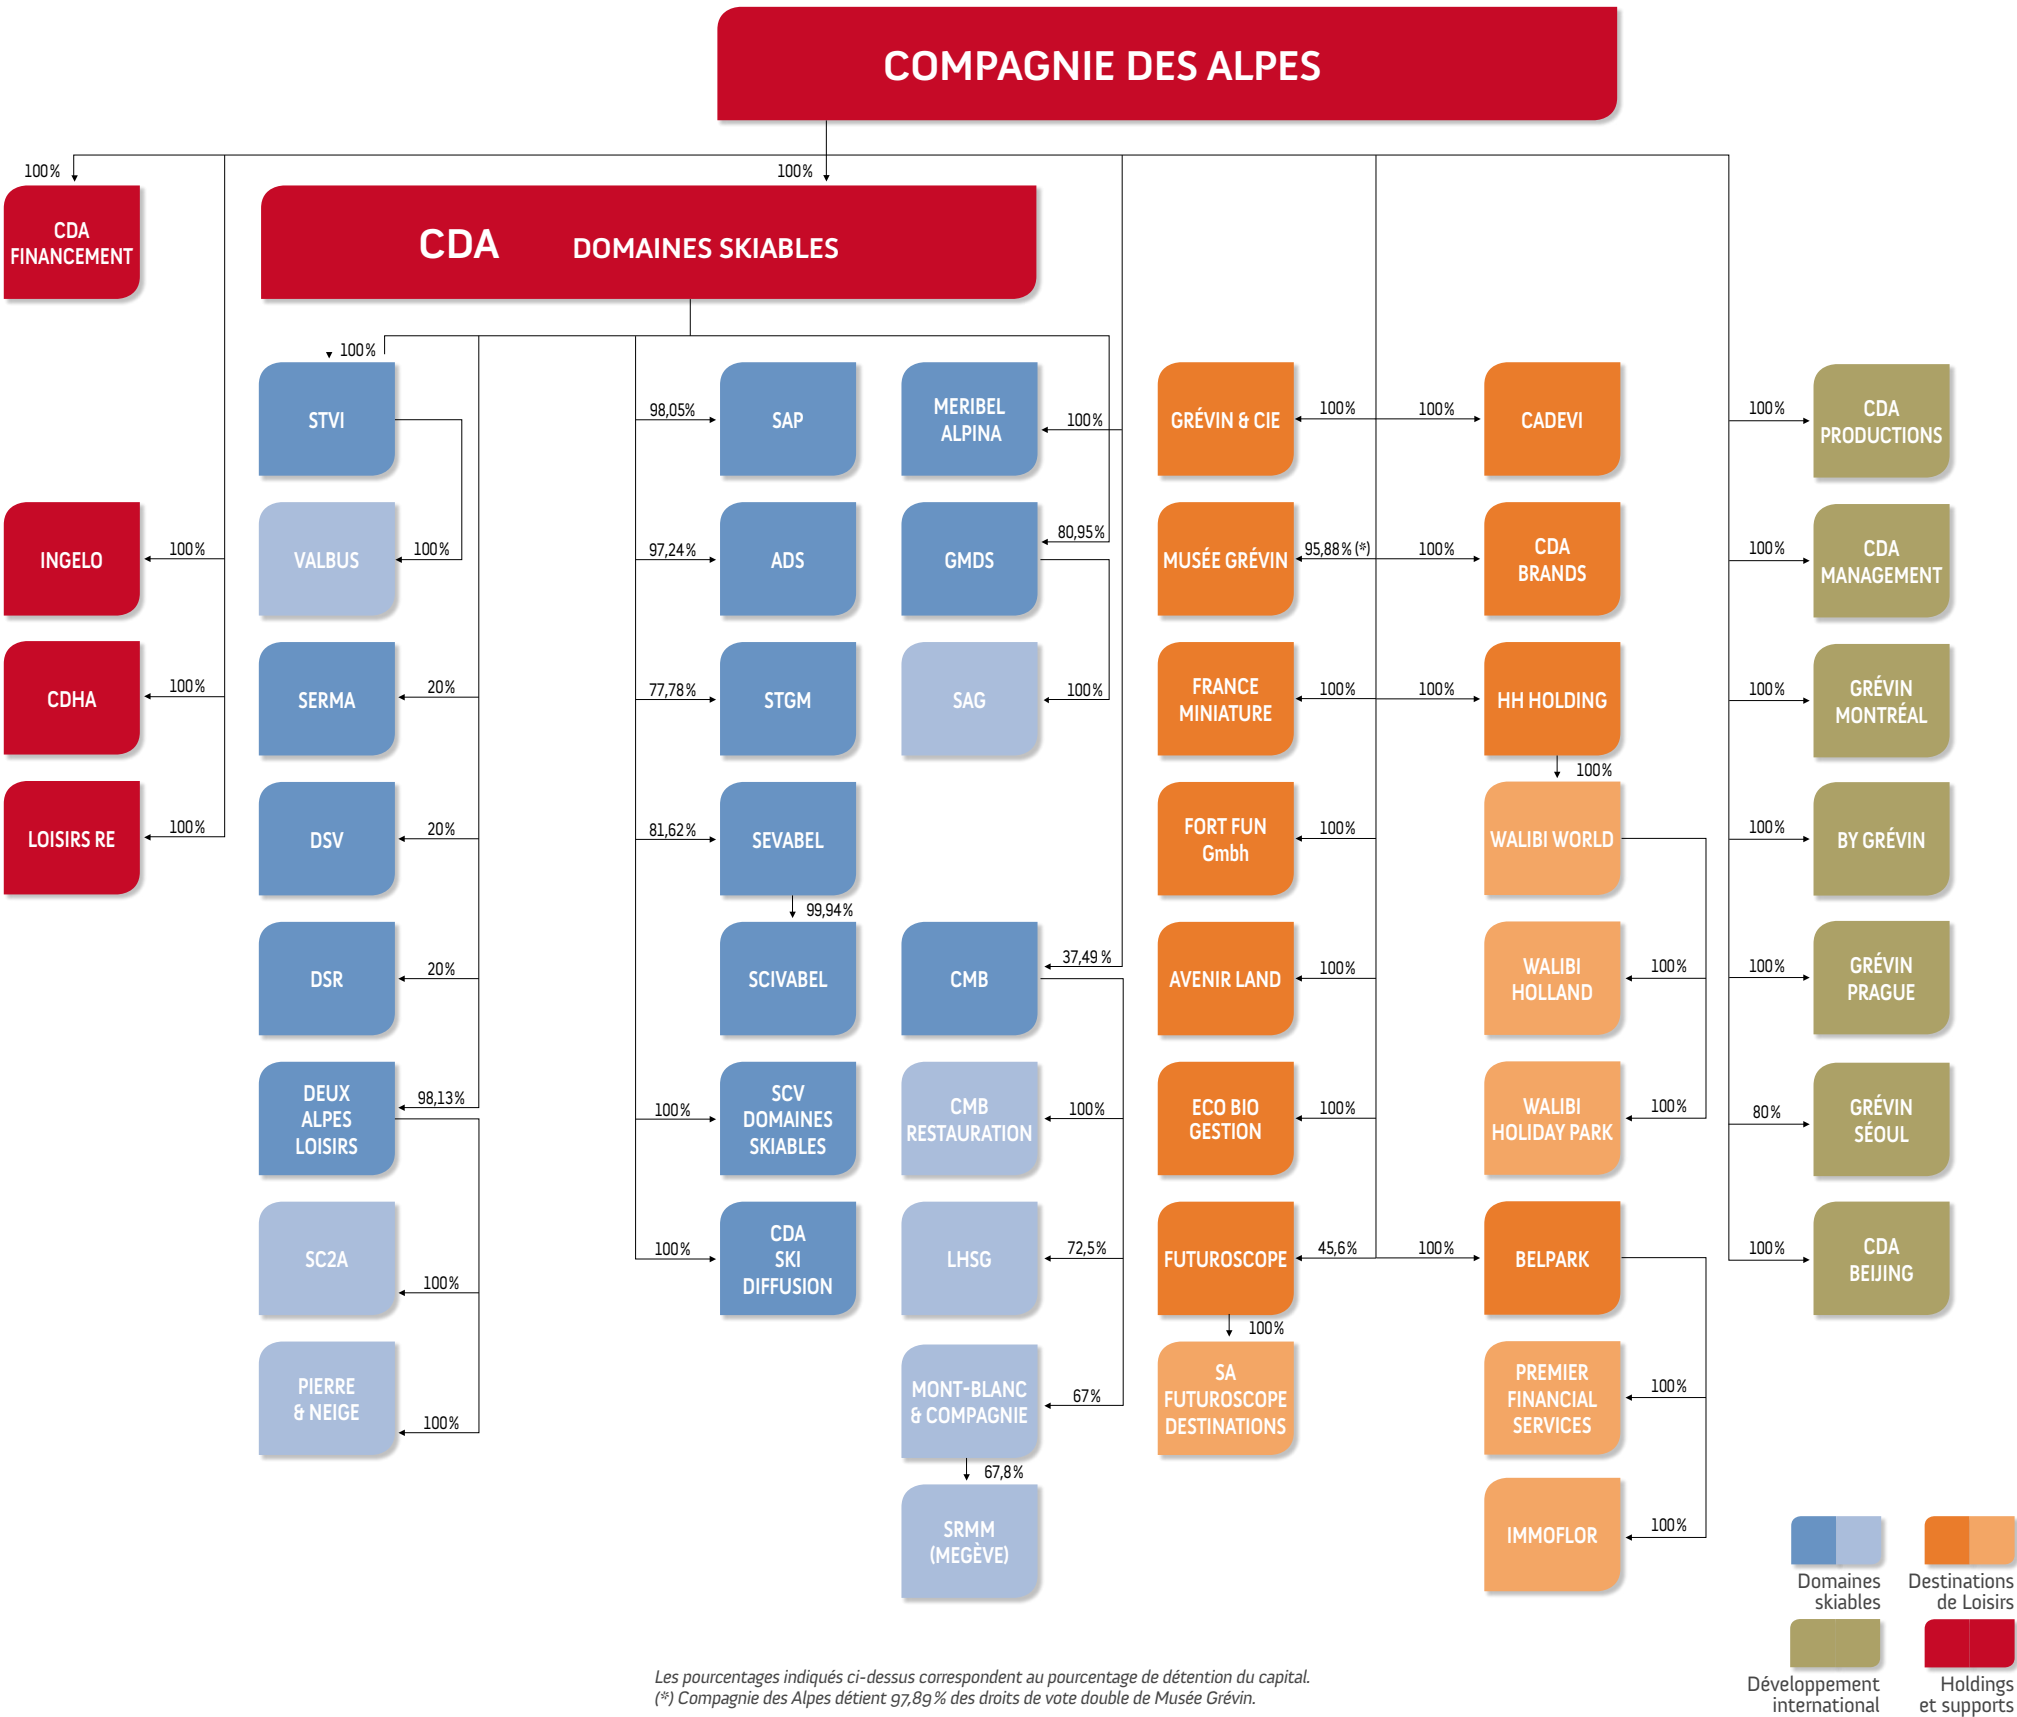 COMPAGNIE DES ALPES
100%
100%
CDA
FINANCEMENT
CDA DOMAINES SKIABLES
100%
STVI
98,05%
SAP
MERIBEL
ALPINA
100%
GRÉVIN & CIE
100%
100%
CADEVI
100%
CDA
PRODUCTIONS
INGELO
100%
VALBUS
100%
97,24%
ADS
GMDS
80,95%
MUSÉE GRÉVIN
95,88% (*)
100%
CDA
BRANDS
100%
CDA
MANAGEMENT
CDHA
100%
SERMA
20%
77,78%
STGM
SAG
100%
FRANCE
MINIATURE
100%
100%
HH HOLDING
100%
100%
GRÉVIN
MONTRÉAL
LOISIRS RE
100%
DSV
20%
81,62%
SEVABEL
99,94%
FORT FUN
Gmbh
100%
WALIBI WORLD
100%
BY GRÉVIN
DSR
20%
SCIVABEL
CMB
37,49 %
AVENIR LAND
100%
WALIBI
HOLLAND
100%
100%
GRÉVIN
PRAGUE
DEUX
ALPES
LOISIRS
98,13%
100%
SCV
DOMAINES
SKIABLES
CMB
RESTAURATION
100%
ECO BIO
GESTION
100%
WALIBI
HOLIDAY PARK
100%
80%
GRÉVIN
SÉOUL
SC2A
100%
100%
CDA
SKI
DIFFUSION
LHSG
72,5%
FUTUROSCOPE
45,6%
100%
100%
BELPARK
100%
CDA
BEIJING
PIERRE
& NEIGE
100%
MONT-BLANC
& COMPAGNIE
67%
67,8%
SA
FUTUROSCOPE
DESTINATIONS
PREMIER
FINANCIAL
SERVICES
100%
SRMM
(MEGÈVE)
IMMOFLOR
100%
Domaines
skiables
Destinations
de Loisirs
Développement
international
Holdings
et supports
Les pourcentages indiqués ci-dessus correspondent au pourcentage de détention du capital.
(*) Compagnie des Alpes détient 97,89% des droits de vote double de Musée Grévin.